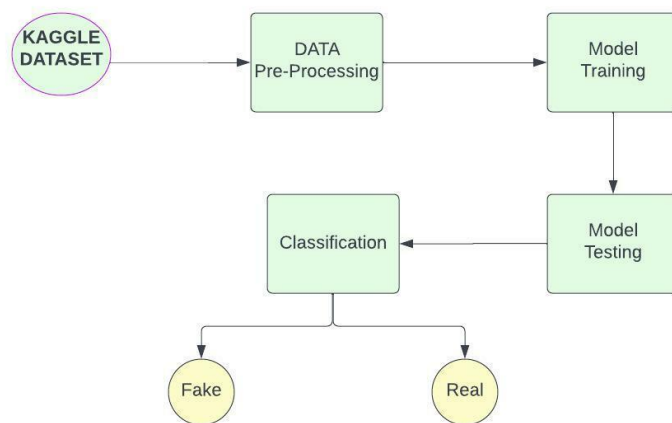 KAGGLE
DATASET
DATA
Pre-Processing
Model
Training
Classification
Model
Testing
Fake
Real